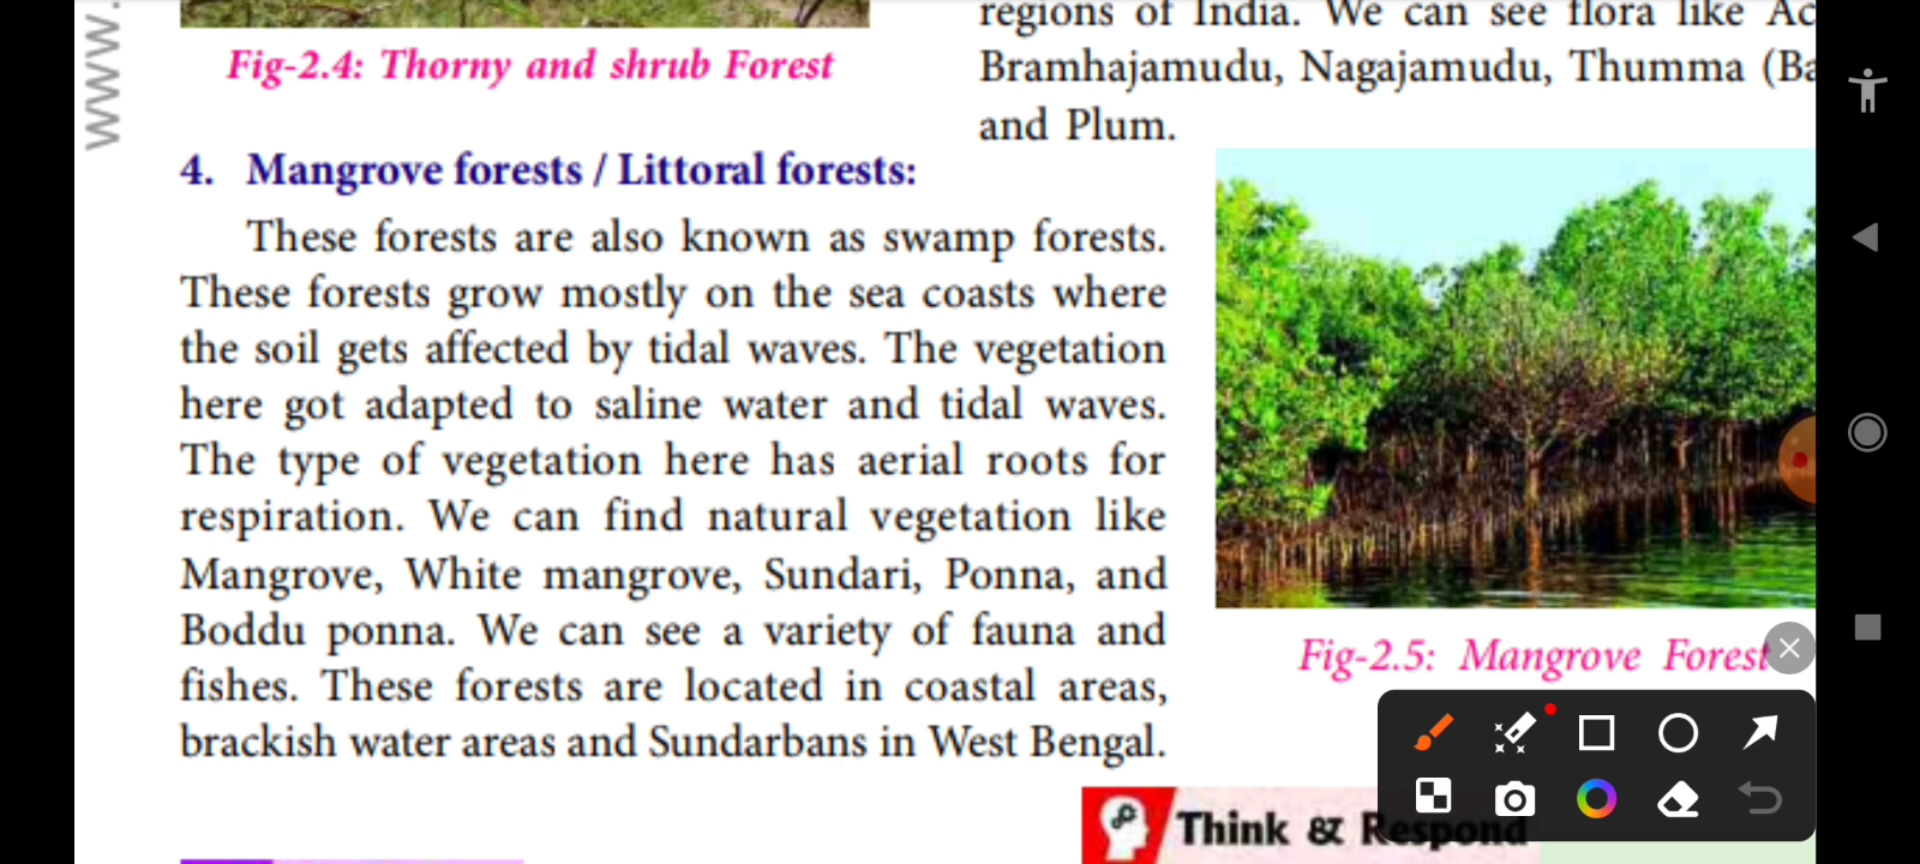 www.
regions of India. We can see flora like
Bramhajamudu, Nagajamudu, Thumma
and Plum.
Fig-2.4: Thorny and shrub Forest
4. Mangrove forests / Littoral forests:
These forests are also known as swamp forests.
These forests grow mostly on the sea coasts where
the soil gets affected by tidal waves. The vegetation
here got adapted to saline water and tidal waves.
The type of vegetation here has aerial roots for
respiration. We can find natural vegetation like
Mangrove, White mangrove, Sundari, Ponna, and
Boddu ponna. We can see a variety of fauna and
fishes. These forests are located in coastal areas,
brackish water areas and Sundarbans in West Bengal.
Fig-2.5: Mangrove Forest
Think & Respond